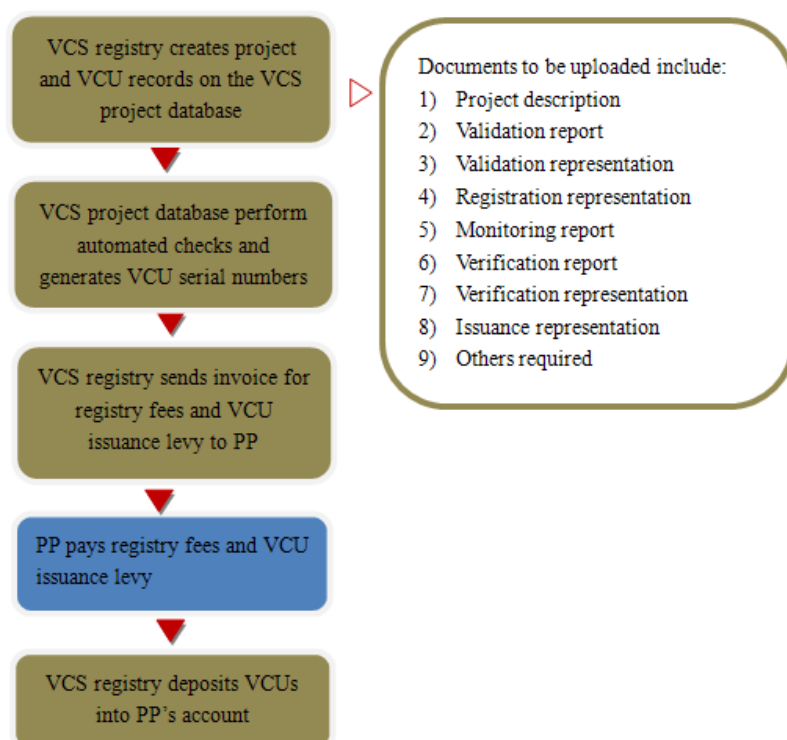 VCS registry creates project
and VCU records on the VCS
project database
Documents to be uploaded include:
1) Project description
2) Validation report
3) Validation representation
4) Registration representation
5) Monitoring report
6) Verification report
7) Verification representation
8) Issuance representation
9) Others required
VCS project database perform
automated checks and
generates VCU serial numbers
VCS registry sends invoice for
registry fees and VCU
issuance levy to PP
PP pays registry fees and VCU
issuance levy
VCS registry deposits VCUs
into PP’s account